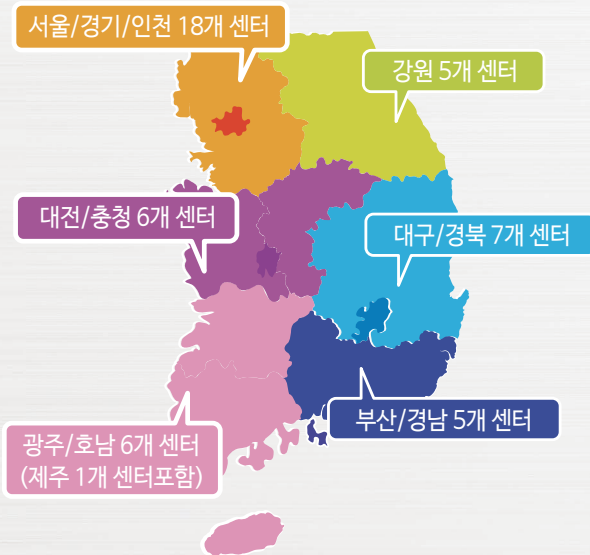 서울/경기/인천 18개 센터
강원 5개 센터
대전/충청 6개 센터
대구/경북 7개 센터
부산/경남 5개 센터
광주/호남 6개 센터
(제주 1개 센터포함)